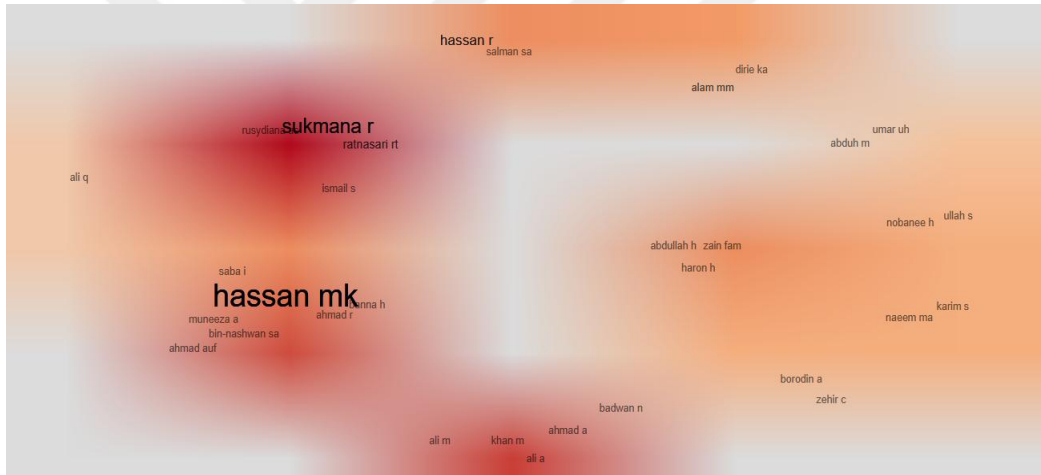 hassan r
salman sa
dirie ka
alam mm
rusydiana
sukmana r
umar uh
ratnasari rt
abduh m
ali q
ismail s
ullah s
nobanee h
abdullah h
zain fam
haron h
saba i
hassan mk
hanna h
karim s
ahmad r
muneeza a
naeem ma
bin-nashwan sa
ahmad auf
borodin a
zehir c
badwan n
ahmad a
ali m
khan m
ali a